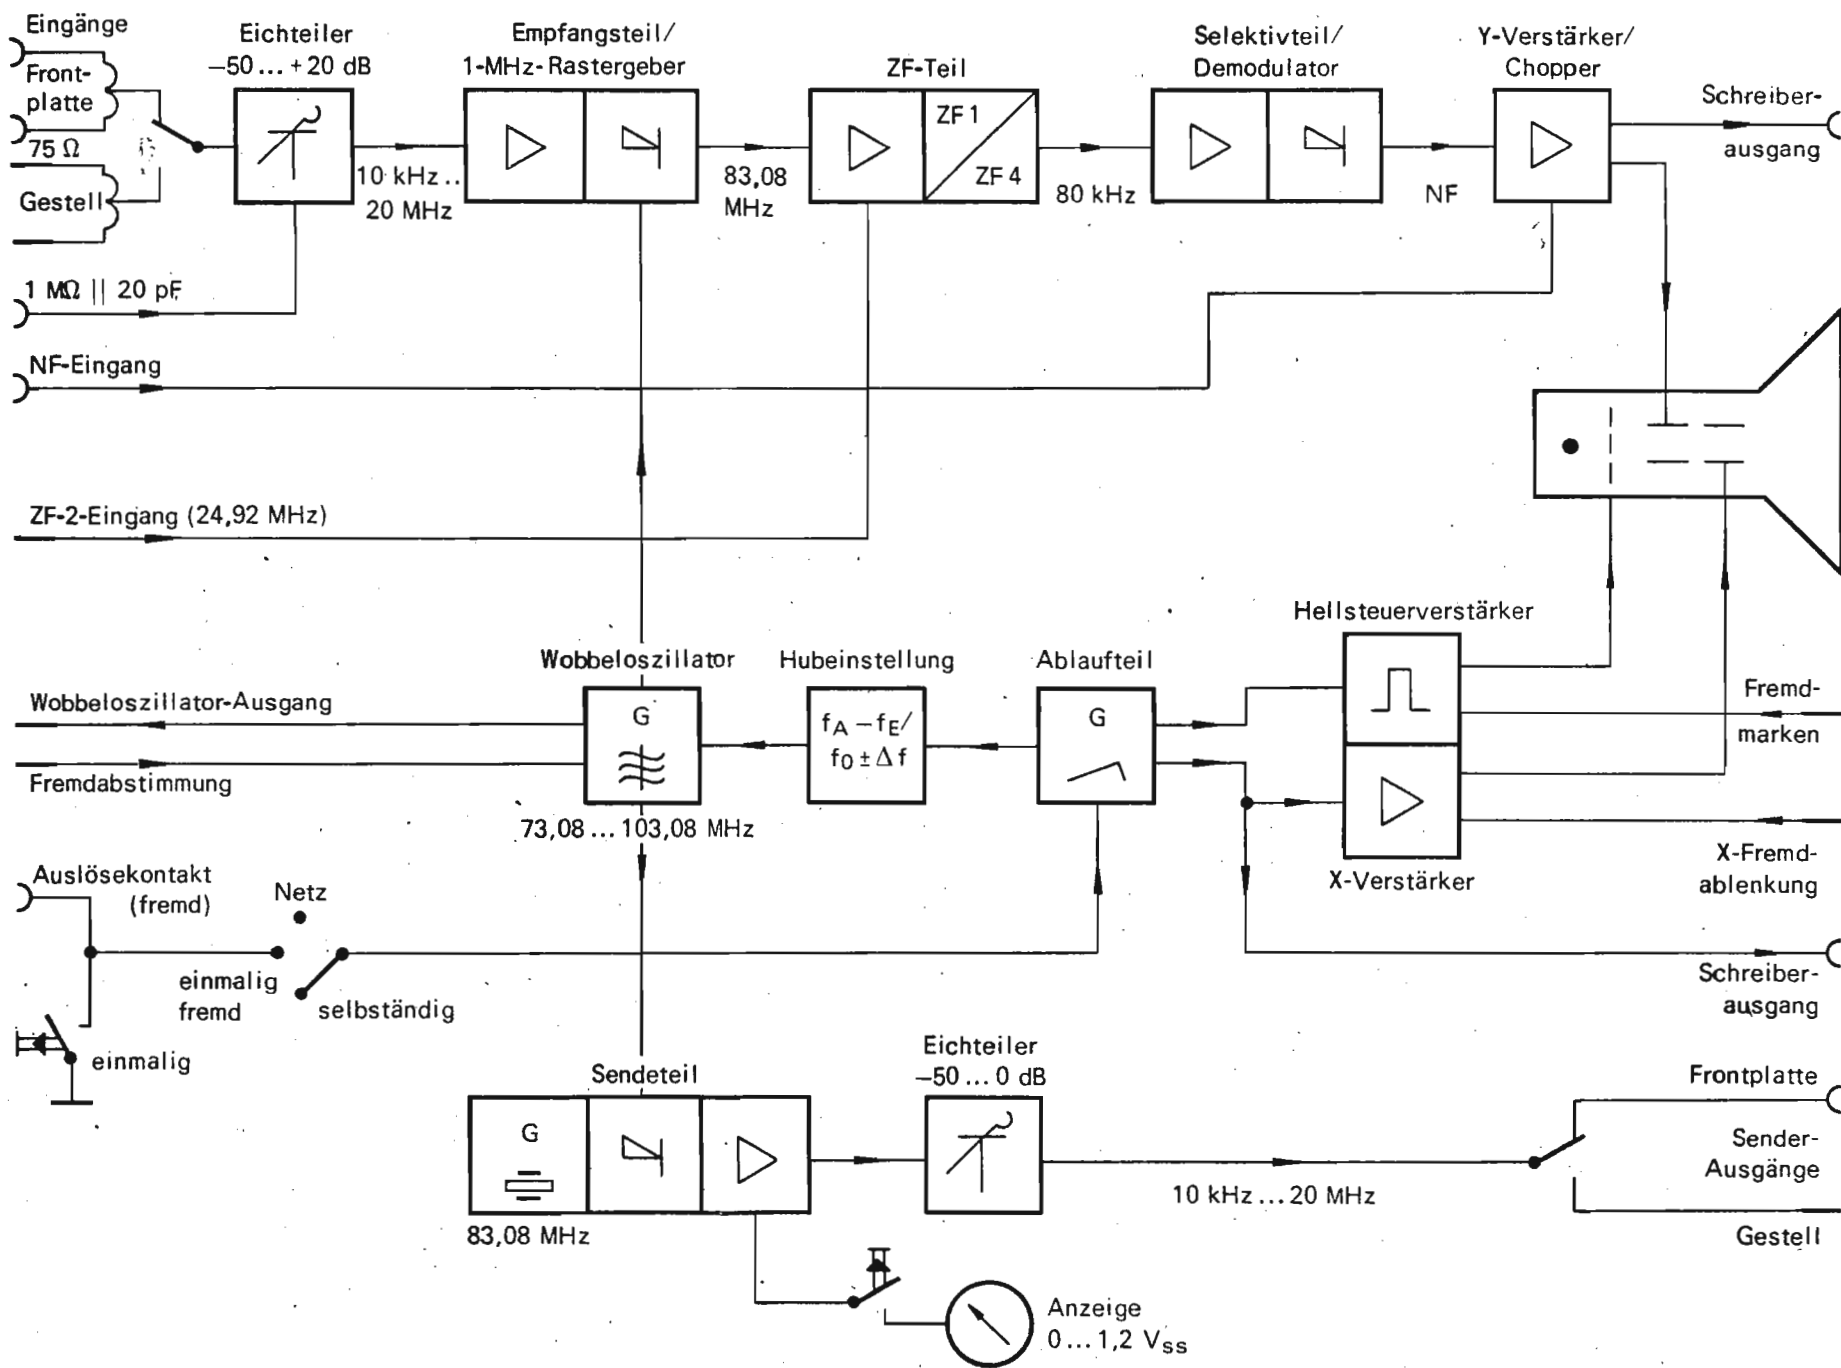 Eingänge
Front-
platte
75 Ω
Gestell
1 MΩ || 20 pF
NF-Eingang
ZF-2-Eingang (24,92 MHz)
Eichteiler
−50 ... +20 dB
10 kHz ..
20 MHz
Empfangsteil/
1-MHz-Rastergeber
83,08
MHz
ZF-Teil
ZF 1
ZF 4
80 kHz
Selektivteil/
Demodulator
NF
Y-Verstärker/
Chopper
Schreiber-
ausgang
Wobbeloszillator-Ausgang
Fremdabstimmung
Wobbeloszillator
G
73,08 ... 103,08 MHz
Hubeinstellung
fA − fE/
f0 ± Δf
Ablaufteil
G
Hellsteuerverstärker
X-Verstärker
Fremd-
marken
X-Fremd-
ablenkung
Schreiber-
ausgang
Auslösekontakt
(fremd)
Netz
einmalig
fremd
selbständig
einmalig
Sendeteil
G
83,08 MHz
Eichteiler
−50 ... 0 dB
10 kHz ... 20 MHz
Frontplatte
Sender-
Ausgänge
Gestell
Anzeige
0 ... 1,2 Vss